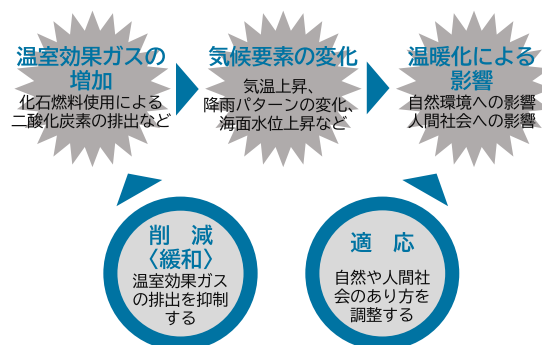 温室効果ガスの
増加
化石燃料使用による
二酸化炭素の排出など
気候要素の変化
気温上昇、
降雨パターンの変化、
海面水位上昇など
温暖化による
影響
自然環境への影響
人間社会への影響
削　減
〈緩和〉
温室効果ガス
の排出を抑制
する
適　応
自然や人間社
会のあり方を
調整する